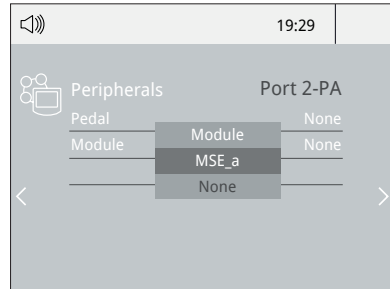 19:29
Peripherals Port 2-PA
Pedal None
Module None
Module
MSE_a
None